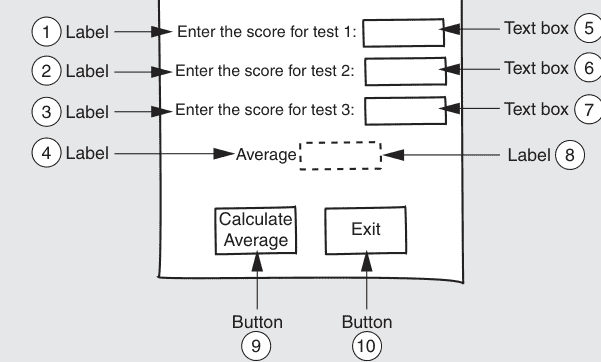 1 Label Enter the score for test 1: Text box 5
2 Label Enter the score for test 2: Text box 6
3 Label Enter the score for test 3: Text box 7
4 Label Average Label 8
Calculate
Average
Exit
Button
9
Button
10